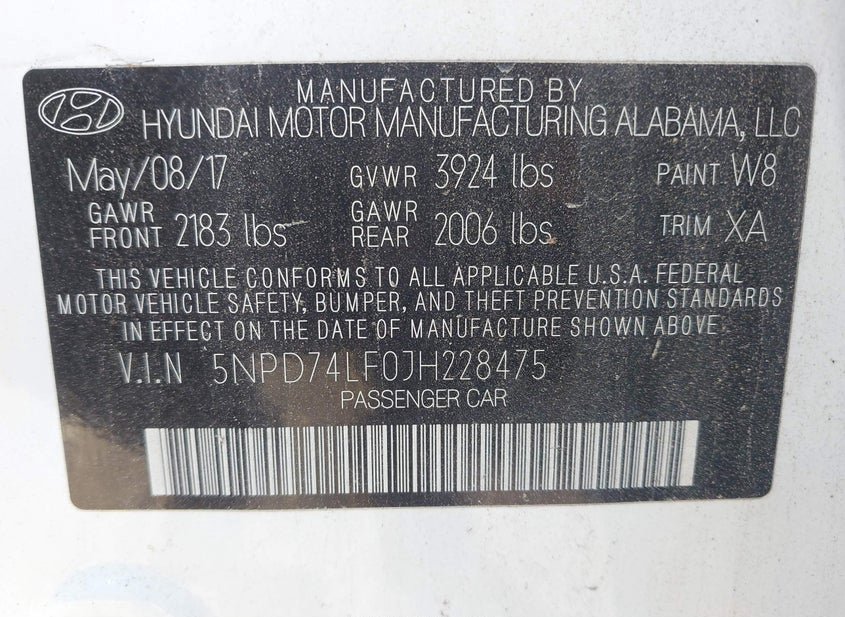 MANUFACTURED BY
HYUNDAI MOTOR MANUFACTURING ALABAMA, LLC
May/08/17 GVWR 3924 lbs PAINT W8
GAWR FRONT 2183 lbs GAWR REAR 2006 lbs TRIM XA
THIS VEHICLE CONFORMS TO ALL APPLICABLE U.S.A. FEDERAL
MOTOR VEHICLE SAFETY, BUMPER, AND THEFT PREVENTION STANDARDS
IN EFFECT ON THE DATE OF MANUFACTURE SHOWN ABOVE.
V.I.N 5NPD74LF0JH228475
PASSENGER CAR